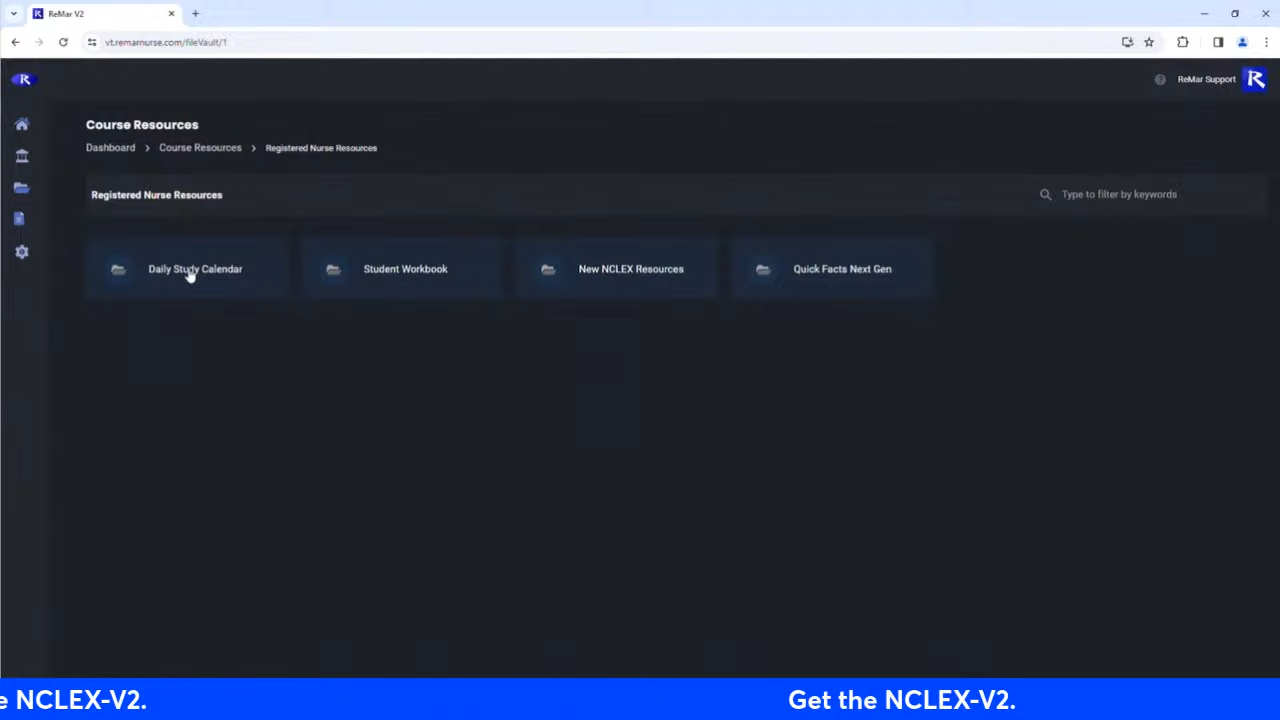 ReMar V2
vt.remarnurse.com/fileVault/1
R
ReMar Support
R
Course Resources
Dashboard > Course Resources > Registered Nurse Resources
Registered Nurse Resources
Type to filter by keywords
Daily Study Calendar
Student Workbook
New NCLEX Resources
Quick Facts Next Gen
e NCLEX-V2.
Get the NCLEX-V2.